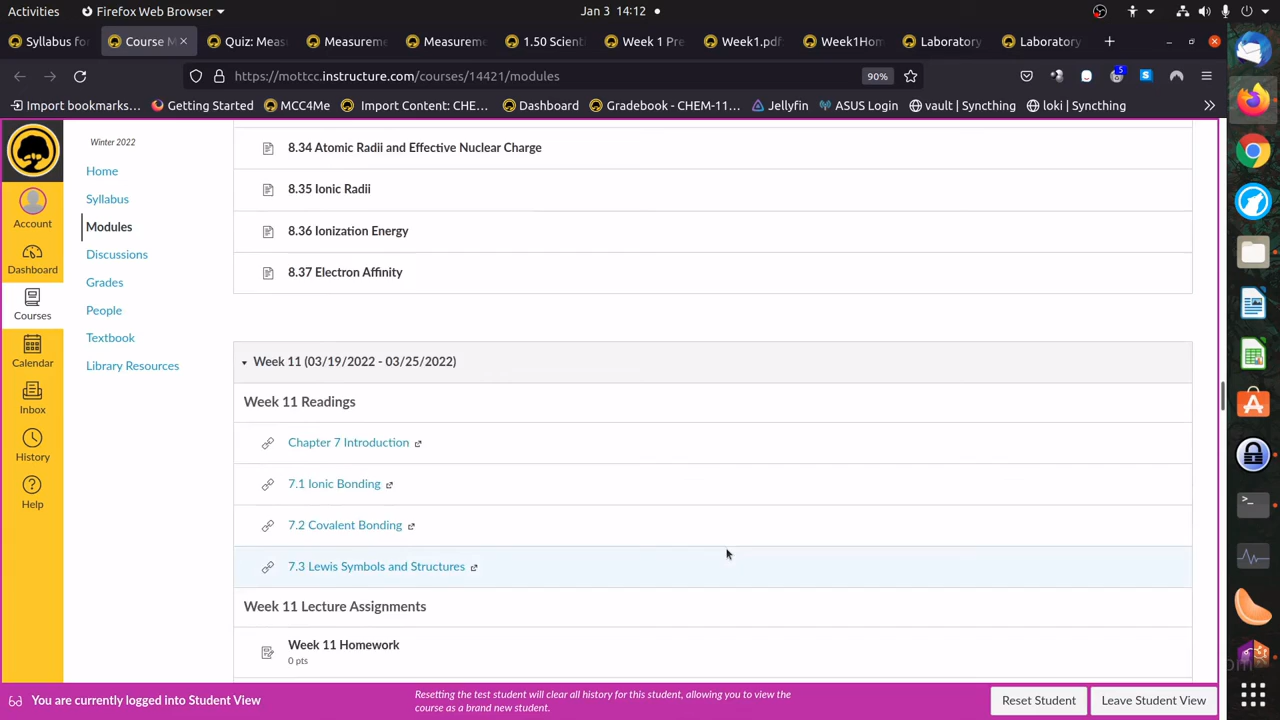 Activities
Firefox Web Browser
Jan 3 14:12
Syllabus for
Course M
Quiz: Meas
Measureme
Measurem
1.50 Scient
Week 1 Pre
Week1.pdf
Week1Hom
Laboratory
Laboratory
https://mottcc.instructure.com/courses/14421/modules
90%
5
Import bookmarks...
Getting Started
MCC4Me
Import Content: CHE...
Dashboard
Gradebook - CHEM-11...
Jellyfin
ASUS Login
vault | Syncthing
loki | Syncthing
Account
Dashboard
Courses
Calendar
Inbox
History
Help
Winter 2022
Home
Syllabus
Modules
Discussions
Grades
People
Textbook
Library Resources
8.34 Atomic Radii and Effective Nuclear Charge
8.35 Ionic Radii
8.36 Ionization Energy
8.37 Electron Affinity
Week 11 (03/19/2022 - 03/25/2022)
Week 11 Readings
Chapter 7 Introduction
7.1 Ionic Bonding
7.2 Covalent Bonding
7.3 Lewis Symbols and Structures
Week 11 Lecture Assignments
Week 11 Homework
0 pts
You are currently logged into Student View
Resetting the test student will clear all history for this student, allowing you to view the
course as a brand new student.
Reset Student
Leave Student View